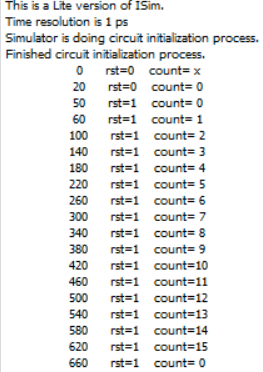 This is a Lite version of ISim.
Time resolution is 1 ps
Simulator is doing circuit initialization process.
Finished circuit initialization process.
0 rst=0 count= x
20 rst=0 count= 0
50 rst=1 count= 0
60 rst=1 count= 1
100 rst=1 count= 2
140 rst=1 count= 3
180 rst=1 count= 4
220 rst=1 count= 5
260 rst=1 count= 6
300 rst=1 count= 7
340 rst=1 count= 8
380 rst=1 count= 9
420 rst=1 count=10
460 rst=1 count=11
500 rst=1 count=12
540 rst=1 count=13
580 rst=1 count=14
620 rst=1 count=15
660 rst=1 count= 0